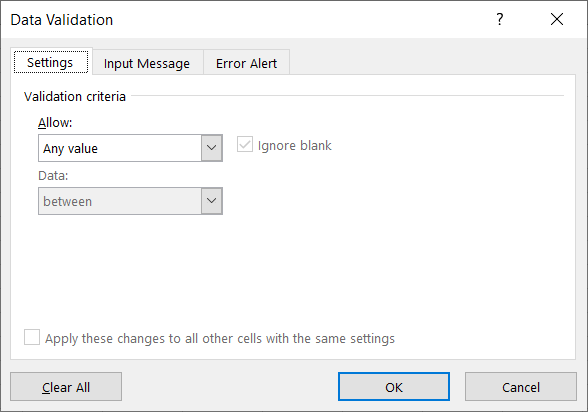 Data Validation ?
Settings Input Message Error Alert
Validation criteria
Allow:
Any value Ignore blank
Data:
between
Apply these changes to all other cells with the same settings
Clear All OK Cancel